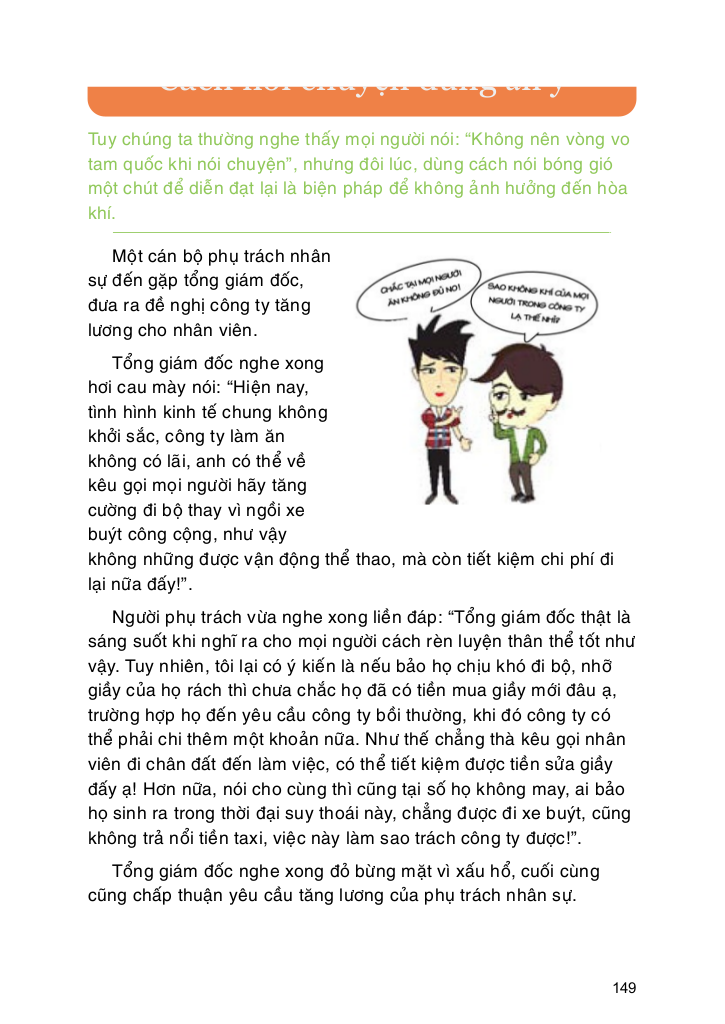 Cách nói chuyện dùng ẩn ý
Tuy chúng ta thường nghe thấy mọi người nói: “Không nên vòng vo
tam quốc khi nói chuyện”, nhưng đôi lúc, dùng cách nói bóng gió
một chút để diễn đạt lại là biện pháp để không ảnh hưởng đến hòa
khí.
Một cán bộ phụ trách nhân
sự đến gặp tổng giám đốc,
đưa ra đề nghị công ty tăng
lương cho nhân viên.
CHẮC TẠI MỌI NGƯỜI
ĂN KHÔNG ĐỦ NO!
SAO KHÔNG KHÍ CỦA MỌI
NGƯỜI TRONG CÔNG TY
LẠ THẾ NHỈ?
Tổng giám đốc nghe xong
hơi cau mày nói: “Hiện nay,
tình hình kinh tế chung không
khởi sắc, công ty làm ăn
không có lãi, anh có thể về
kêu gọi mọi người hãy tăng
cường đi bộ thay vì ngồi xe
buýt công cộng, như vậy
không những được vận động thể thao, mà còn tiết kiệm chi phí đi
lại nữa đấy!”.
Người phụ trách vừa nghe xong liền đáp: “Tổng giám đốc thật là
sáng suốt khi nghĩ ra cho mọi người cách rèn luyện thân thể tốt như
vậy. Tuy nhiên, tôi lại có ý kiến là nếu bảo họ chịu khó đi bộ, nhỡ
giầy của họ rách thì chưa chắc họ đã có tiền mua giầy mới đâu ạ,
trường hợp họ đến yêu cầu công ty bồi thường, khi đó công ty có
thể phải chi thêm một khoản nữa. Như thế chẳng thà kêu gọi nhân
viên đi chân đất đến làm việc, có thể tiết kiệm được tiền sửa giầy
đấy ạ! Hơn nữa, nói cho cùng thì cũng tại số họ không may, ai bảo
họ sinh ra trong thời đại suy thoái này, chẳng được đi xe buýt, cũng
không trả nổi tiền taxi, việc này làm sao trách công ty được!”.
Tổng giám đốc nghe xong đỏ bừng mặt vì xấu hổ, cuối cùng
cũng chấp thuận yêu cầu tăng lương của phụ trách nhân sự.
149